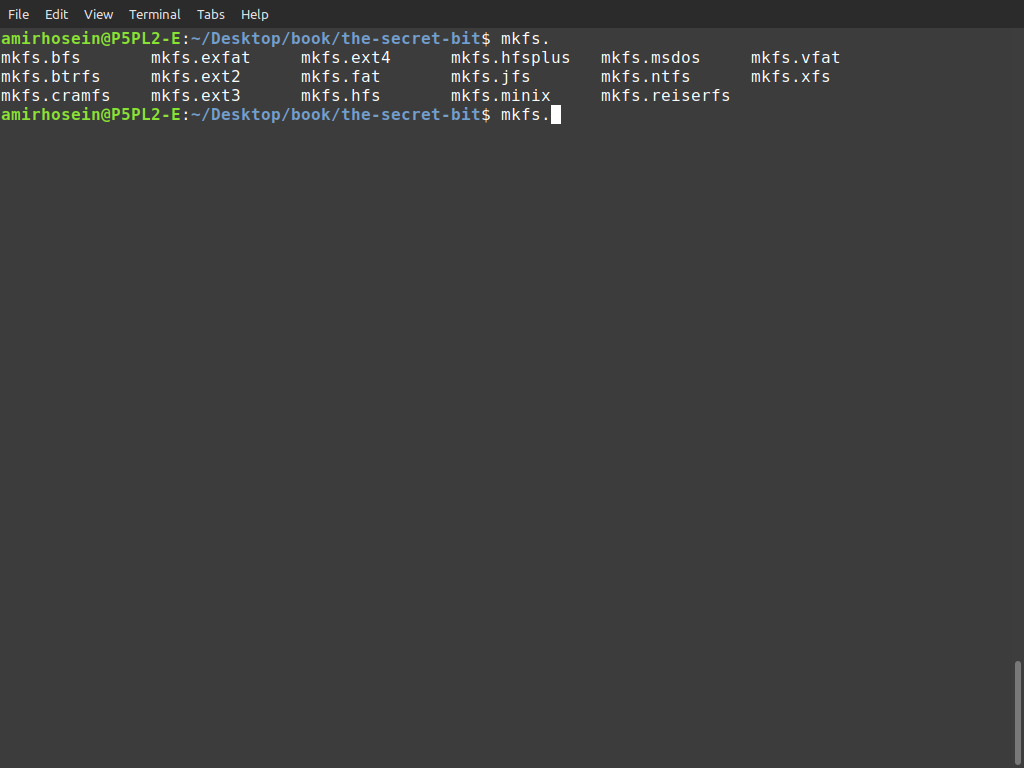 File Edit View Terminal Tabs Help
amirhosein@P5PL2-E:~/Desktop/book/the-secret-bit$ mkfs.
mkfs.bfs mkfs.exfat mkfs.ext4 mkfs.hfsplus mkfs.msdos mkfs.vfat
mkfs.btrfs mkfs.ext2 mkfs.fat mkfs.jfs mkfs.ntfs mkfs.xfs
mkfs.cramfs mkfs.ext3 mkfs.hfs mkfs.minix mkfs.reiserfs
amirhosein@P5PL2-E:~/Desktop/book/the-secret-bit$ mkfs.